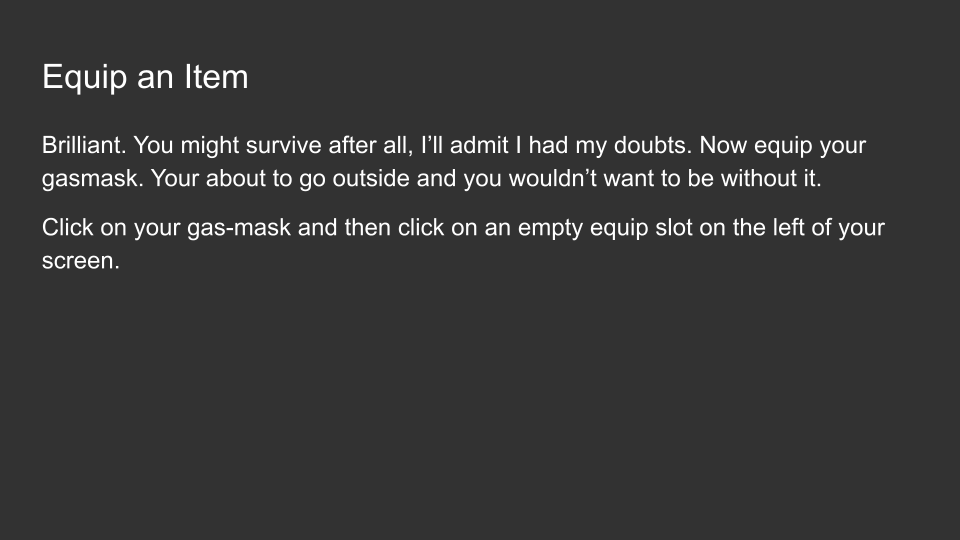 Equip an Item
Brilliant. You might survive after all, I’ll admit I had my doubts. Now equip your
gasmask. Your about to go outside and you wouldn’t want to be without it.
Click on your gas-mask and then click on an empty equip slot on the left of your
screen.